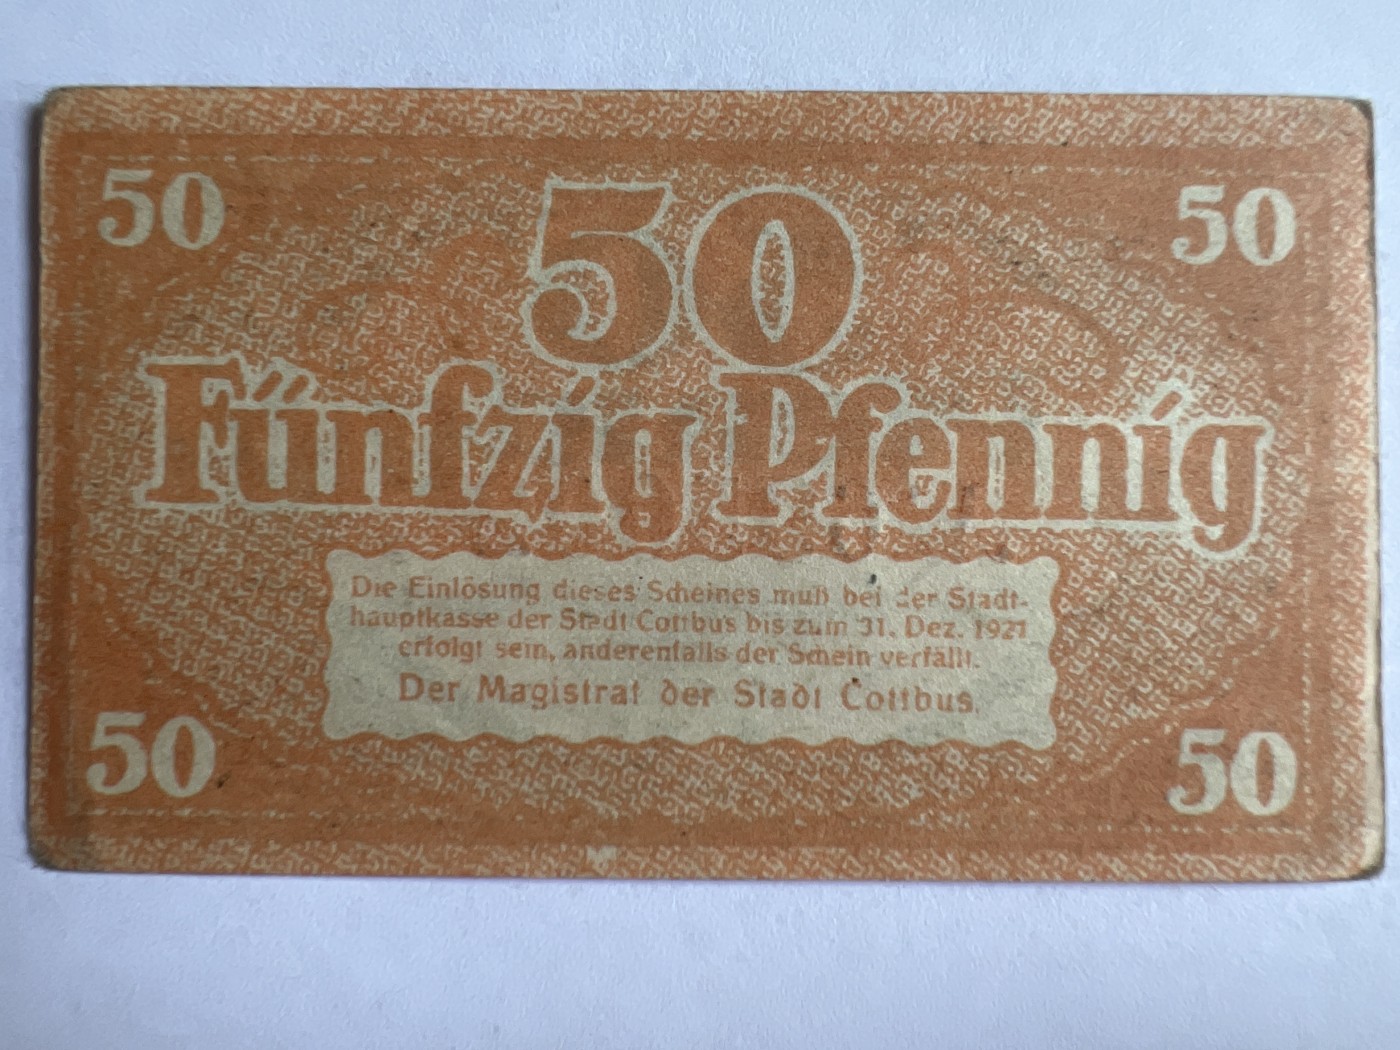 50 50
50
Fünfzig Pfennig
Die Einlösung dieses Scheines muß bei der Stadt-
hauptkasse der Stadt Cottbus bis zum 31. Dez. 1921
erfolgt sein, anderenfalls der Schein verfällt.
Der Magistrat der Stadt Cottbus.
50 50